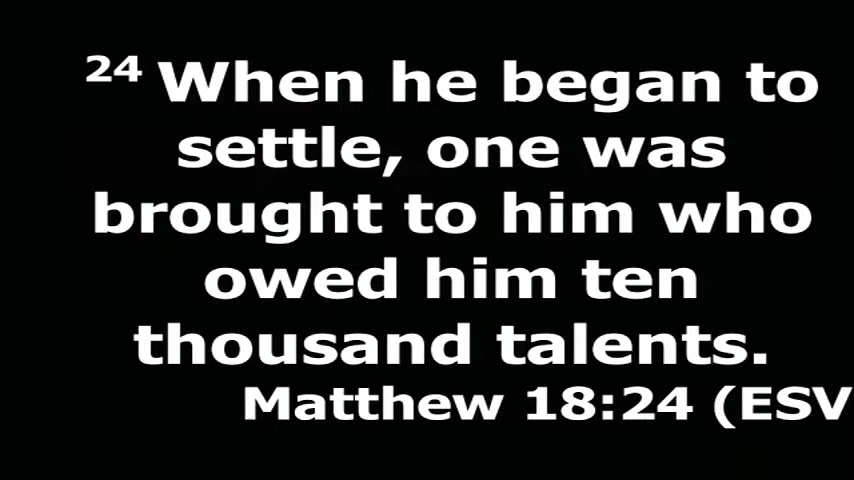 24 When he began to
settle, one was
brought to him who
owed him ten
thousand talents.
Matthew 18:24 (ESV